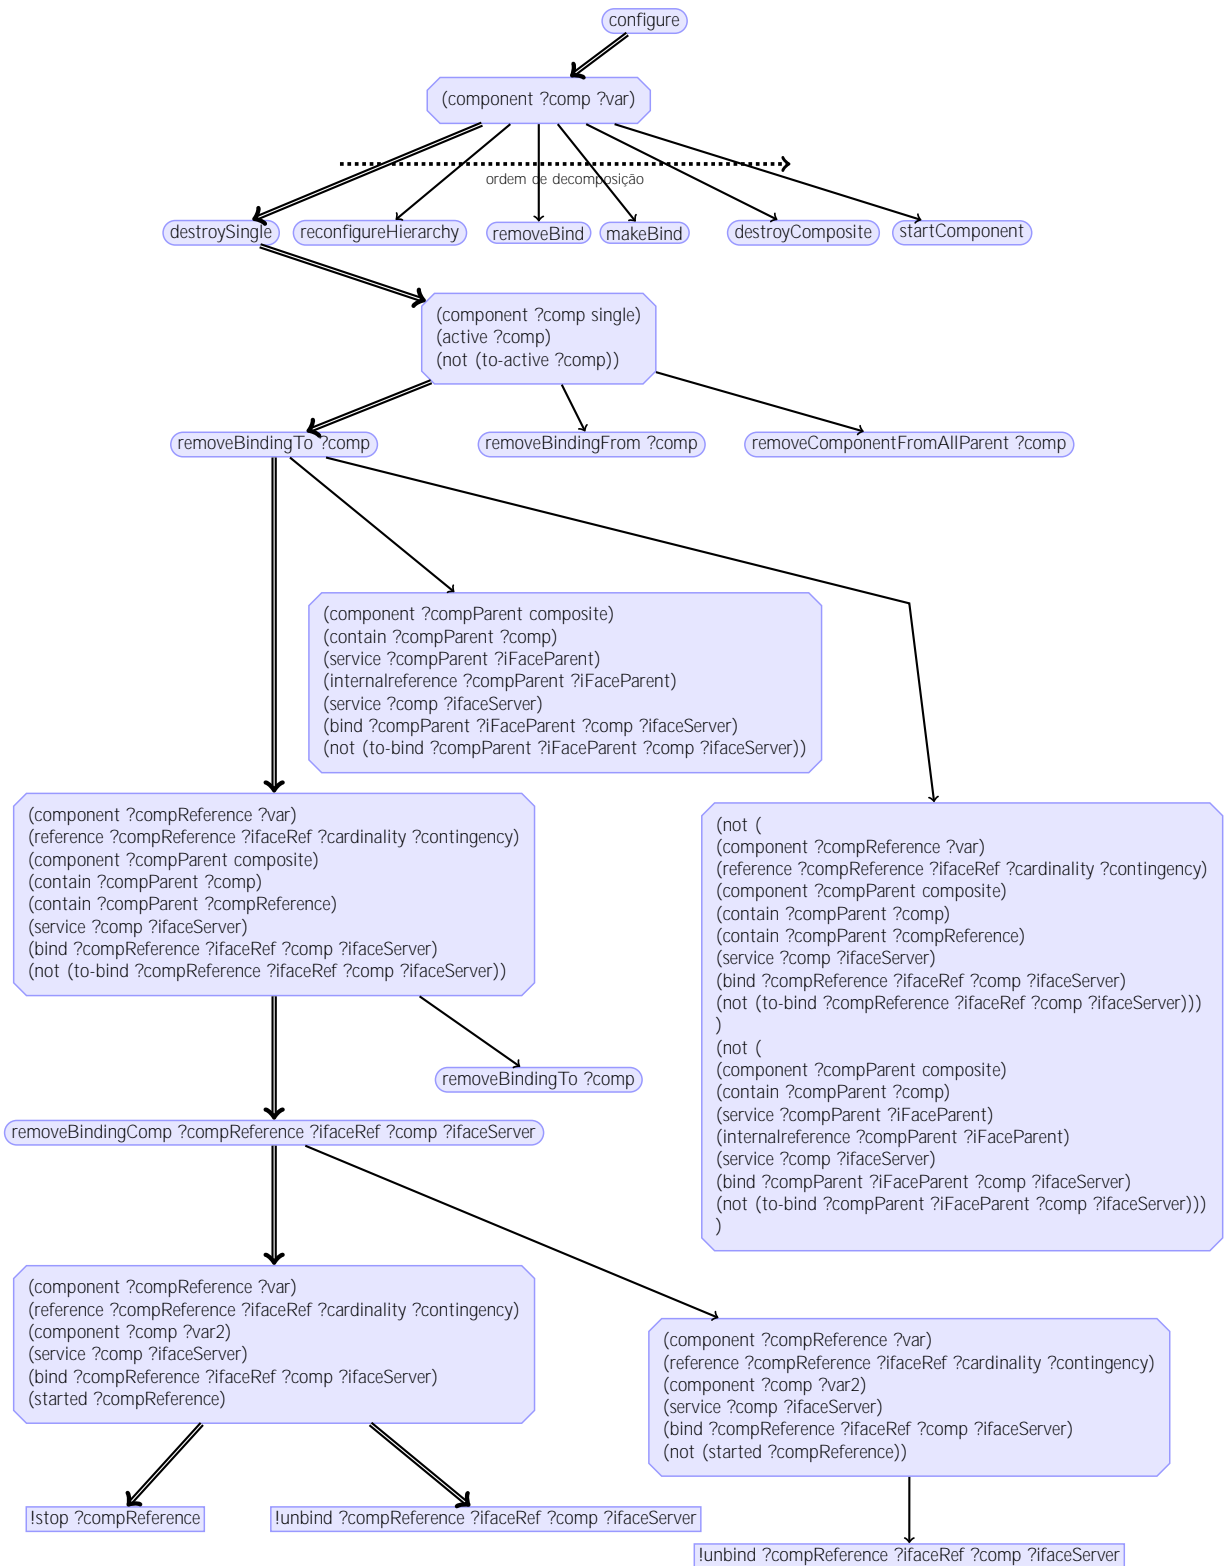 configure
(component ?comp ?var)
ordem de decomposição
destroySingle
reconfigureHierarchy
removeBind
makeBind
destroyComposite
startComponent
(component ?comp single)
(active ?comp)
(not (to-active ?comp))
removeBindingTo ?comp
removeBindingFrom ?comp
removeComponentFromAllParent ?comp
(component ?compParent composite)
(contain ?compParent ?comp)
(service ?compParent ?iFaceParent)
(internalreference ?compParent ?iFaceParent)
(service ?comp ?ifaceServer)
(bind ?compParent ?iFaceParent ?comp ?ifaceServer)
(not (to-bind ?compParent ?iFaceParent ?comp ?ifaceServer))
(component ?compReference ?var)
(reference ?compReference ?ifaceRef ?cardinality ?contingency)
(component ?compParent composite)
(contain ?compParent ?comp)
(contain ?compParent ?compReference)
(service ?comp ?ifaceServer)
(bind ?compReference ?ifaceRef ?comp ?ifaceServer)
(not (to-bind ?compReference ?ifaceRef ?comp ?ifaceServer))
(not (
(component ?compReference ?var)
(reference ?compReference ?ifaceRef ?cardinality ?contingency)
(component ?compParent composite)
(contain ?compParent ?comp)
(contain ?compParent ?compReference)
(service ?comp ?ifaceServer)
(bind ?compReference ?ifaceRef ?comp ?ifaceServer)
(not (to-bind ?compReference ?ifaceRef ?comp ?ifaceServer)))
)
(not (
(component ?compParent composite)
(contain ?compParent ?comp)
(service ?compParent ?iFaceParent)
(internalreference ?compParent ?iFaceParent)
(service ?comp ?ifaceServer)
(bind ?compParent ?iFaceParent ?comp ?ifaceServer)
(not (to-bind ?compParent ?iFaceParent ?comp ?ifaceServer)))
)
removeBindingTo ?comp
removeBindingComp ?compReference ?ifaceRef ?comp ?ifaceServer
(component ?compReference ?var)
(reference ?compReference ?ifaceRef ?cardinality ?contingency)
(component ?comp ?var2)
(service ?comp ?ifaceServer)
(bind ?compReference ?ifaceRef ?comp ?ifaceServer)
(started ?compReference)
(component ?compReference ?var)
(reference ?compReference ?ifaceRef ?cardinality ?contingency)
(component ?comp ?var2)
(service ?comp ?ifaceServer)
(bind ?compReference ?ifaceRef ?comp ?ifaceServer)
(not (started ?compReference))
!stop ?compReference
!unbind ?compReference ?ifaceRef ?comp ?ifaceServer
!unbind ?compReference ?ifaceRef ?comp ?ifaceServer